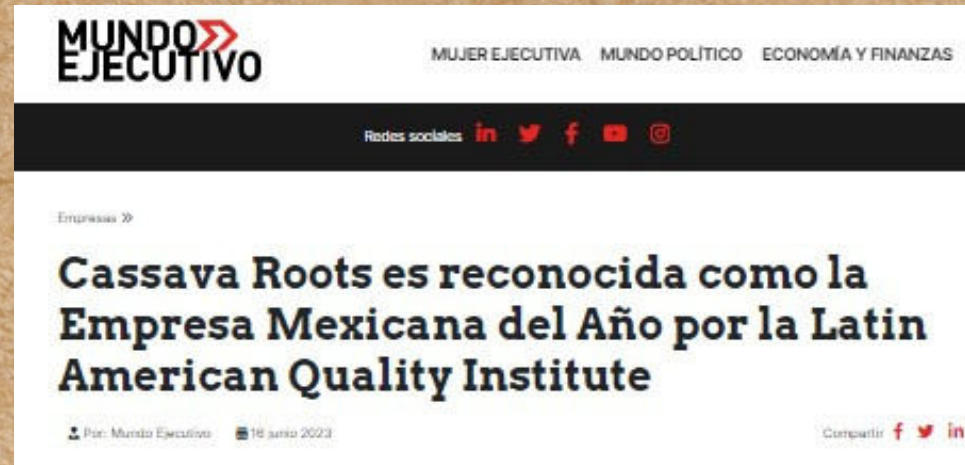 MUNDO
EJECUTIVO
MUJER EJECUTIVA MUNDO POLÍTICO ECONOMÍA Y FINANZAS
Redes sociales
Empresas
Cassava Roots es reconocida como la
Empresa Mexicana del Año por la Latin
American Quality Institute
Por: Mundo Ejecutivo 16 junio 2023
Compartir